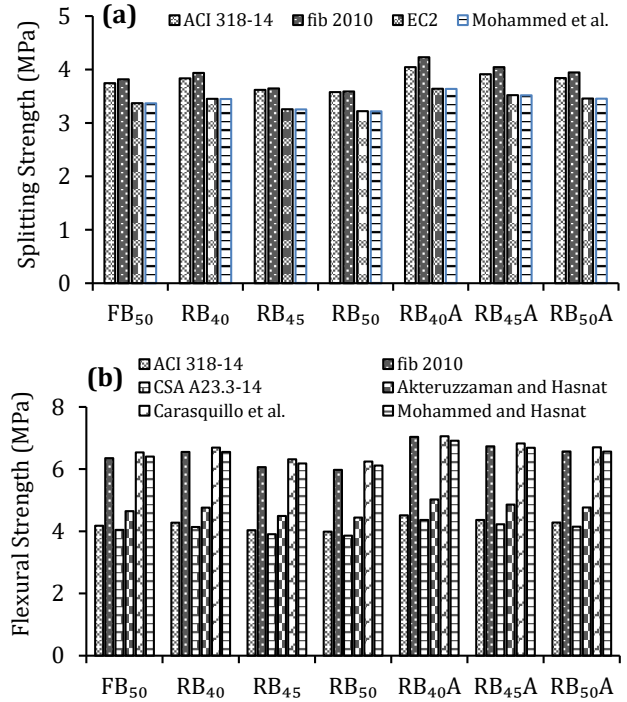 (a)
ACI 318-14 fib 2010 EC2 Mohammed et al.
Splitting Strength (MPa)
5
4
3
2
1
0
FB₅₀ RB₄₀ RB₄₅ RB₅₀ RB₄₀A RB₄₅A RB₅₀A
(b)
ACI 318-14 fib 2010
CSA A23.3-14 Akteruzzaman and Hasnat
Carasquillo et al. Mohammed and Hasnat
Flexural Strength (MPa)
8
6
4
2
0
FB₅₀ RB₄₀ RB₄₅ RB₅₀ RB₄₀A RB₄₅A RB₅₀A